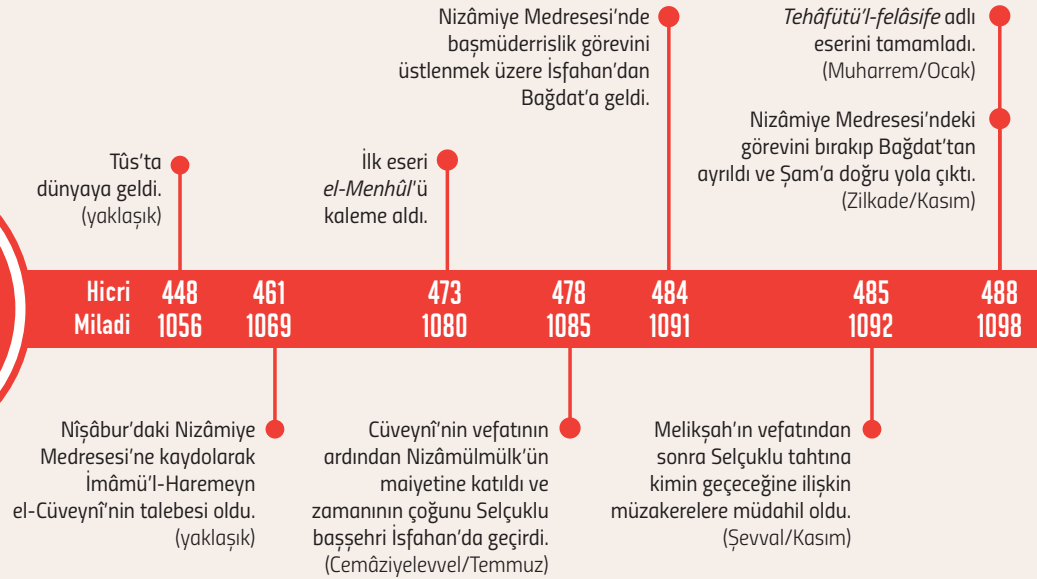 Nizâmiye Medresesi'nde
başmüderrislik görevini
üstlenmek üzere İsfahan'dan
Bağdat'a geldi.
Tehâfütü'l-felâsife adlı
eserini tamamladı.
(Muharrem/Ocak)
Nizâmiye Medresesi'ndeki
görevini bırakıp Bağdat'tan
ayrıldı ve Şam'a doğru yola çıktı.
(Zilkade/Kasım)
Tûs'ta
dünyaya geldi.
(yaklaşık)
İlk eseri
el-Menhûl'ü
kaleme aldı.
Hicri 448 461 473 478 484 485 488
Miladi 1056 1069 1080 1085 1091 1092 1098
Nîşâbur'daki Nizâmiye
Medresesi'ne kaydolarak
İmâmü'l-Haremeyn
el-Cüveynî'nin talebesi oldu.
(yaklaşık)
Cüveynî'nin vefatının
ardından Nizâmülmülk'ün
maiyetine katıldı ve
zamanının çoğunu Selçuklu
başşehri İsfahan'da geçirdi.
(Cemâziyelevvel/Temmuz)
Melikşah'ın vefatından
sonra Selçuklu tahtına
kimin geçeceğine ilişkin
müzakerelere müdahil oldu.
(Şevval/Kasım)